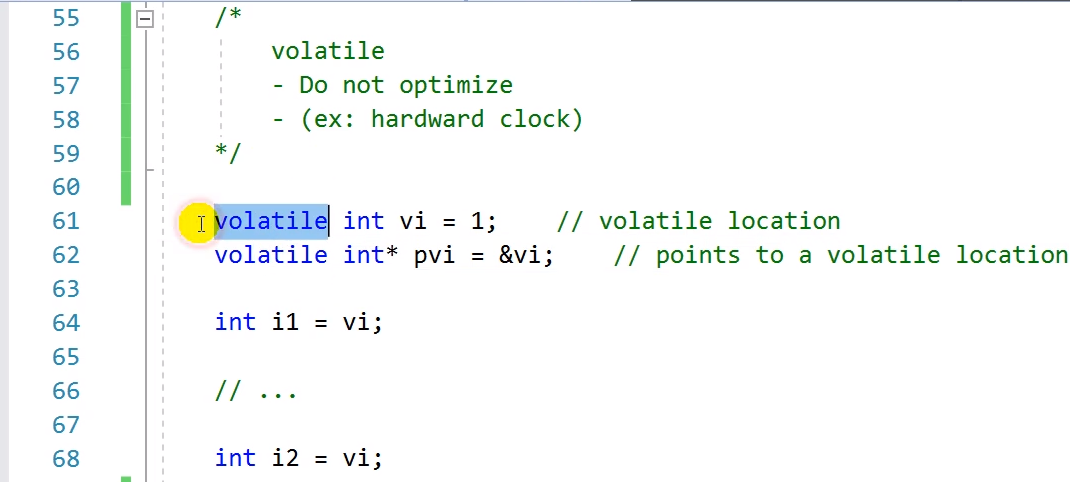 55 /*
56 volatile
57 - Do not optimize
58 - (ex: hardward clock)
59 */
60
61 volatile int vi = 1; // volatile location
62 volatile int* pvi = &vi; // points to a volatile location
63
64 int i1 = vi;
65
66 // ...
67
68 int i2 = vi;